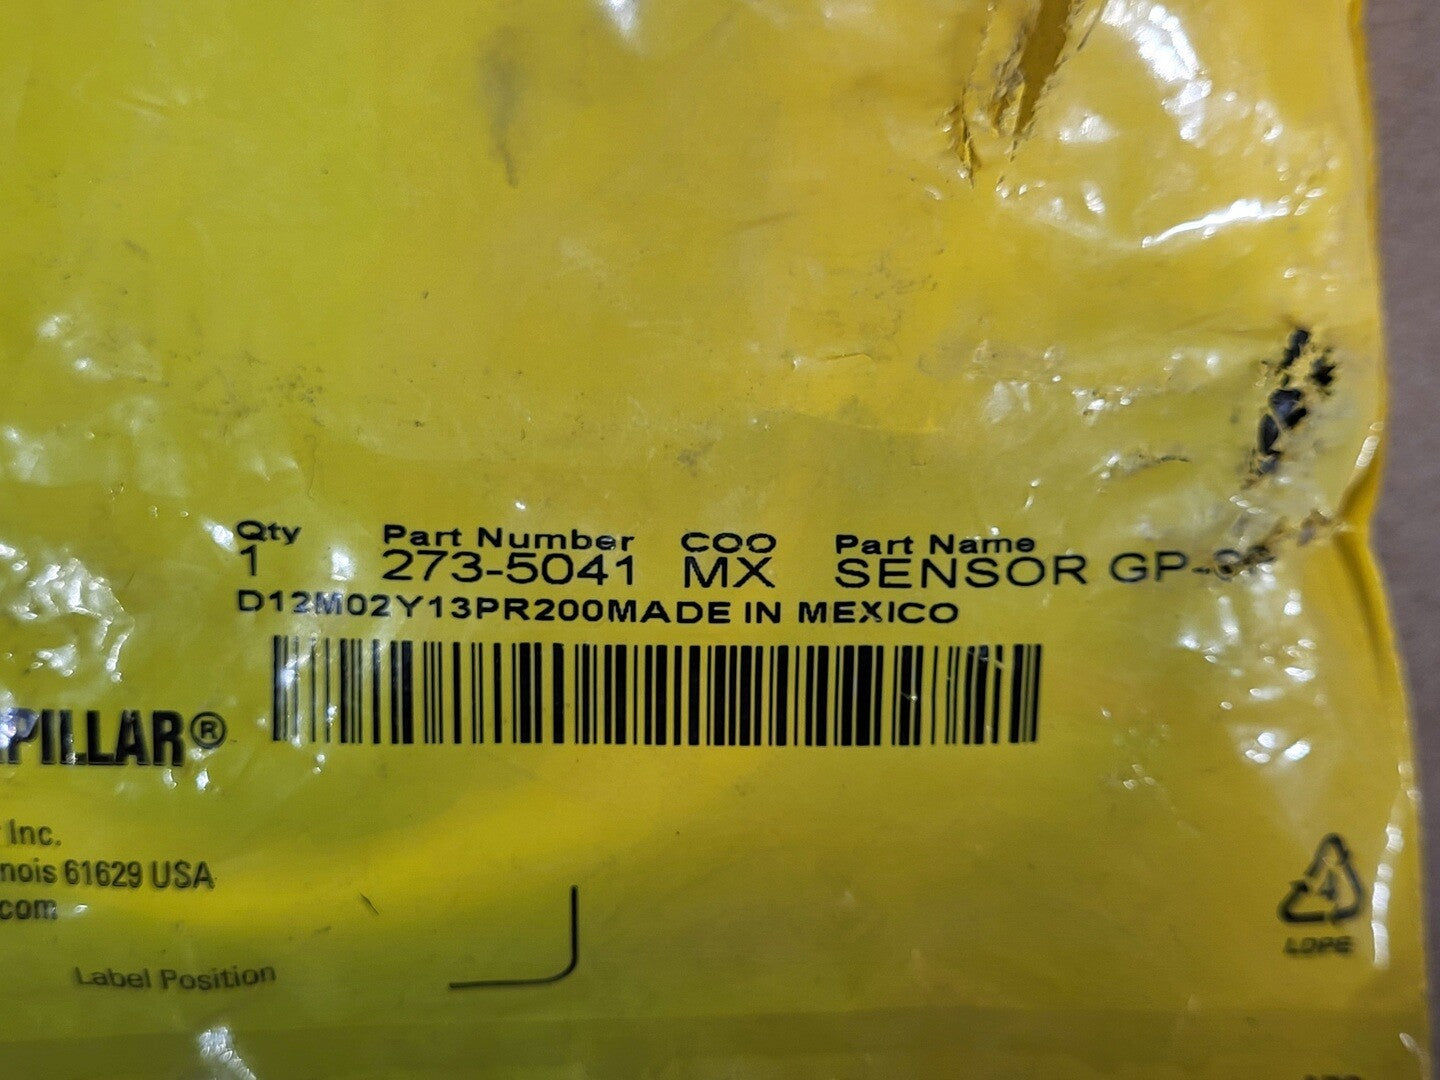 Qty Part Number COO Part Name
1 273-5041 MX SENSOR
D12M02Y13PR200MADE IN MEXICO
PILLAR®
Inc.
nois 61629 USA
.com
Label Position
4
LDPE